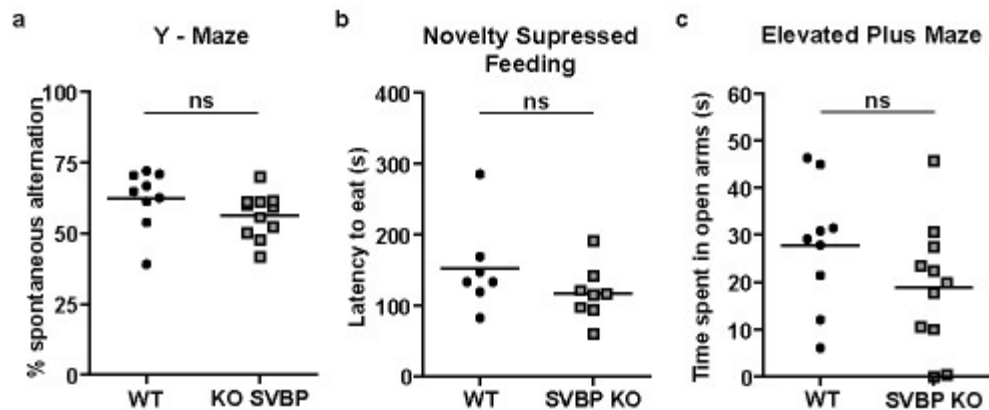 a
Y - Maze
% spontaneous alternation
100
75
50
25
0
ns
WT
KO SVBP
b
Novelty Supressed
Feeding
Latency to eat (s)
400
300
200
100
0
ns
WT
SVBP KO
c
Elevated Plus Maze
Time spent in open arms (s)
60
50
40
30
20
10
0
ns
WT
SVBP KO